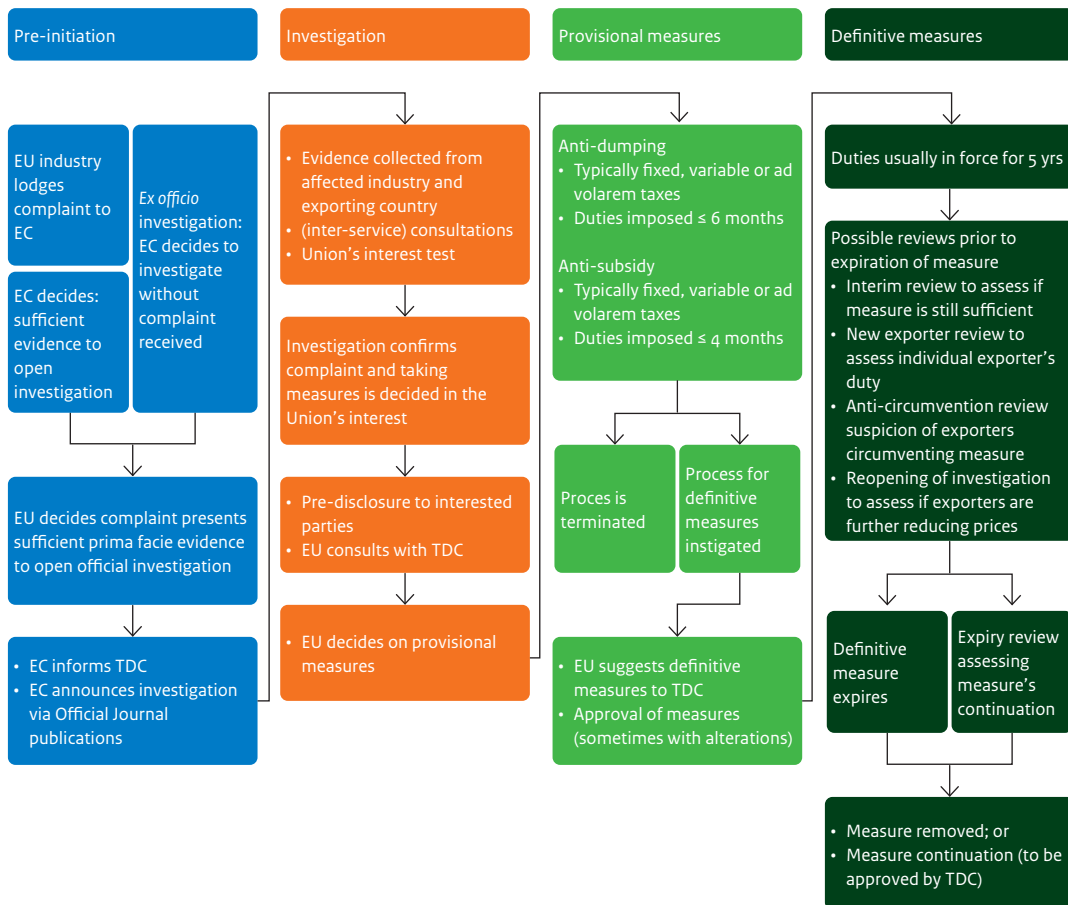 Pre-initiation
Investigation
Provisional measures
Definitive measures
EU industry
lodges
complaint to
EC
EC decides:
sufficient
evidence to
open
investigation
Ex officio
investigation:
EC decides to
investigate
without
complaint
received
EU decides complaint presents
sufficient prima facie evidence
to open official investigation
• EC informs TDC
• EC announces investigation
via Official Journal
publications
• Evidence collected from
affected industry and
exporting country
• (inter-service) consultations
• Union's interest test
Investigation confirms
complaint and taking
measures is decided in the
Union's interest
• Pre-disclosure to interested
parties
• EU consults with TDC
• EU decides on provisional
measures
Anti-dumping
• Typically fixed, variable or ad
volarem taxes
• Duties imposed ≤ 6 months
Anti-subsidy
• Typically fixed, variable or ad
volarem taxes
• Duties imposed ≤ 4 months
Proces is
terminated
Process for
definitive
measures
instigated
• EU suggests definitive
measures to TDC
• Approval of measures
(sometimes with alterations)
Duties usually in force for 5 yrs
Possible reviews prior to
expiration of measure
• Interim review to assess if
measure is still sufficient
• New exporter review to
assess individual exporter's
duty
• Anti-circumvention review
suspicion of exporters
circumventing measure
• Reopening of investigation
to assess if exporters are
further reducing prices
Definitive
measure
expires
Expiry review
assessing
measure's
continuation
• Measure removed; or
• Measure continuation (to be
approved by TDC)